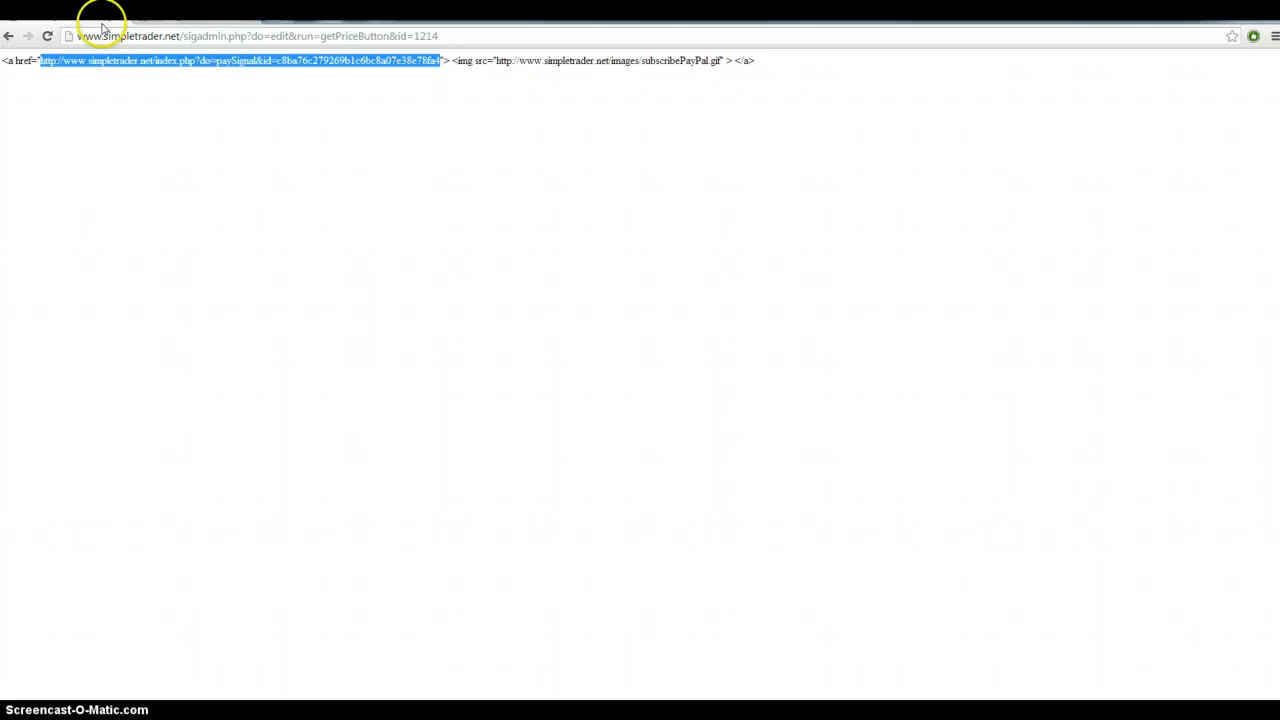 www.simpletrader.net/sigadmin.php?do=edit&run=getPriceButton&id=1214
<a href="http://www.simpletrader.net/index.php?do=paySignal&id=c8ba76c279269b1c6bc8a07e38e78fa4"> <img src="http://www.simpletrader.net/images/subscribePayPal.gif" > </a>
Screencast-O-Matic.com